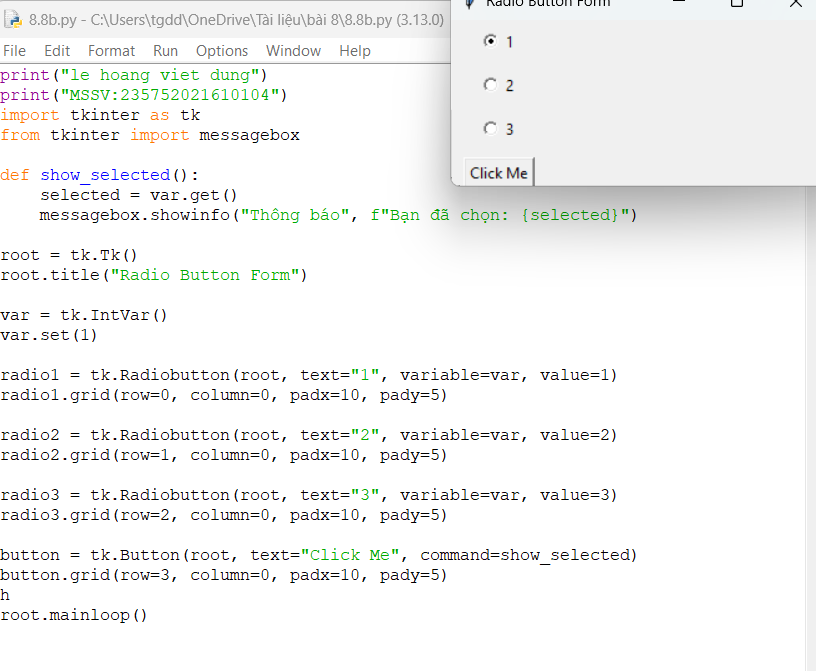 8.8b.py - C:\Users\tgdd\OneDrive\Tài liệu\bài 8\8.8b.py (3.13.0)
File Edit Format Run Options Window Help
print("le hoang viet dung")
print("MSSV:235752021610104")
import tkinter as tk
from tkinter import messagebox
def show_selected():
    selected = var.get()
    messagebox.showinfo("Thông báo", f"Bạn đã chọn: {selected}")
root = tk.Tk()
root.title("Radio Button Form")
var = tk.IntVar()
var.set(1)
radio1 = tk.Radiobutton(root, text="1", variable=var, value=1)
radio1.grid(row=0, column=0, padx=10, pady=5)
radio2 = tk.Radiobutton(root, text="2", variable=var, value=2)
radio2.grid(row=1, column=0, padx=10, pady=5)
radio3 = tk.Radiobutton(root, text="3", variable=var, value=3)
radio3.grid(row=2, column=0, padx=10, pady=5)
button = tk.Button(root, text="Click Me", command=show_selected)
button.grid(row=3, column=0, padx=10, pady=5)
h
root.mainloop()
Radio Button Form
1
2
3
Click Me